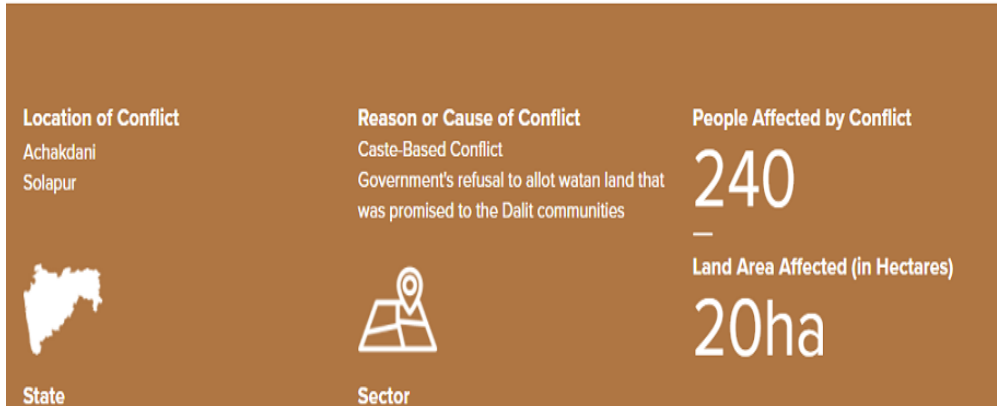 Location of Conflict
Achakdani
Solapur
Reason or Cause of Conflict
Caste-Based Conflict
Government's refusal to allot watan land that
was promised to the Dalit communities
People Affected by Conflict
240
Land Area Affected (in Hectares)
20ha
State
Sector